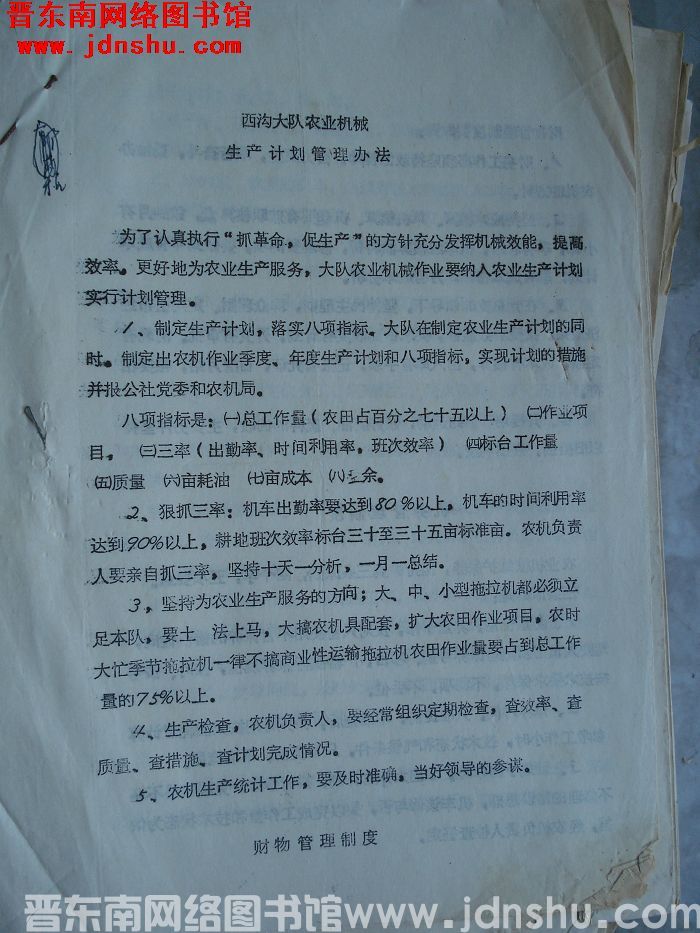 晋东南网络图书馆
www.jdnshu.com
西沟大队农业机械
生产计划管理办法
为了认真执行“抓革命,促生产”的方针充分发挥机械效能,提高
效率。更好地为农业生产服务,大队农业机械作业要纳入农业生产计划
实行计划管理。
1、制定生产计划,落实八项指标。大队在制定农业生产计划的同
时。制定出农机作业季度、年度生产计划和八项指标,实现计划的措施
并报公社党委和农机局。
八项指标是:㈠总工作量(农田占百分之七十五以上) ㈡作业项
目。 ㈢三率(出勤率、时间利用率,班次效率) ㈣标台工作量
㈤质量 ㈥亩耗油 ㈦亩成本 ㈧ 余。
2、狠抓三率:机车出勤率要达到80%以上,机车的时间利用率
达到90%以上,耕地班次效率标台三十至三十五亩标准亩。农机负责
人要亲自抓三率,坚持十天一分析,一月一总结。
3,坚持为农业生产服务的方向;大、中、小型拖拉机都必须立
足本队,要土 法上马,大搞农机具配套,扩大农田作业项目,农时
大忙季节拖拉机一律不搞商业性运输拖拉机农田作业量要占到总工作
量的75%以上。
4、生产检查,农机负责人,要经常组织定期检查,查效率、查
质量、查措施、查计划完成情况。
5、农机生产统计工作,要及时准确,当好领导的参谋。
财物管理制度
晋东南网络图书馆www.jdnshu.com